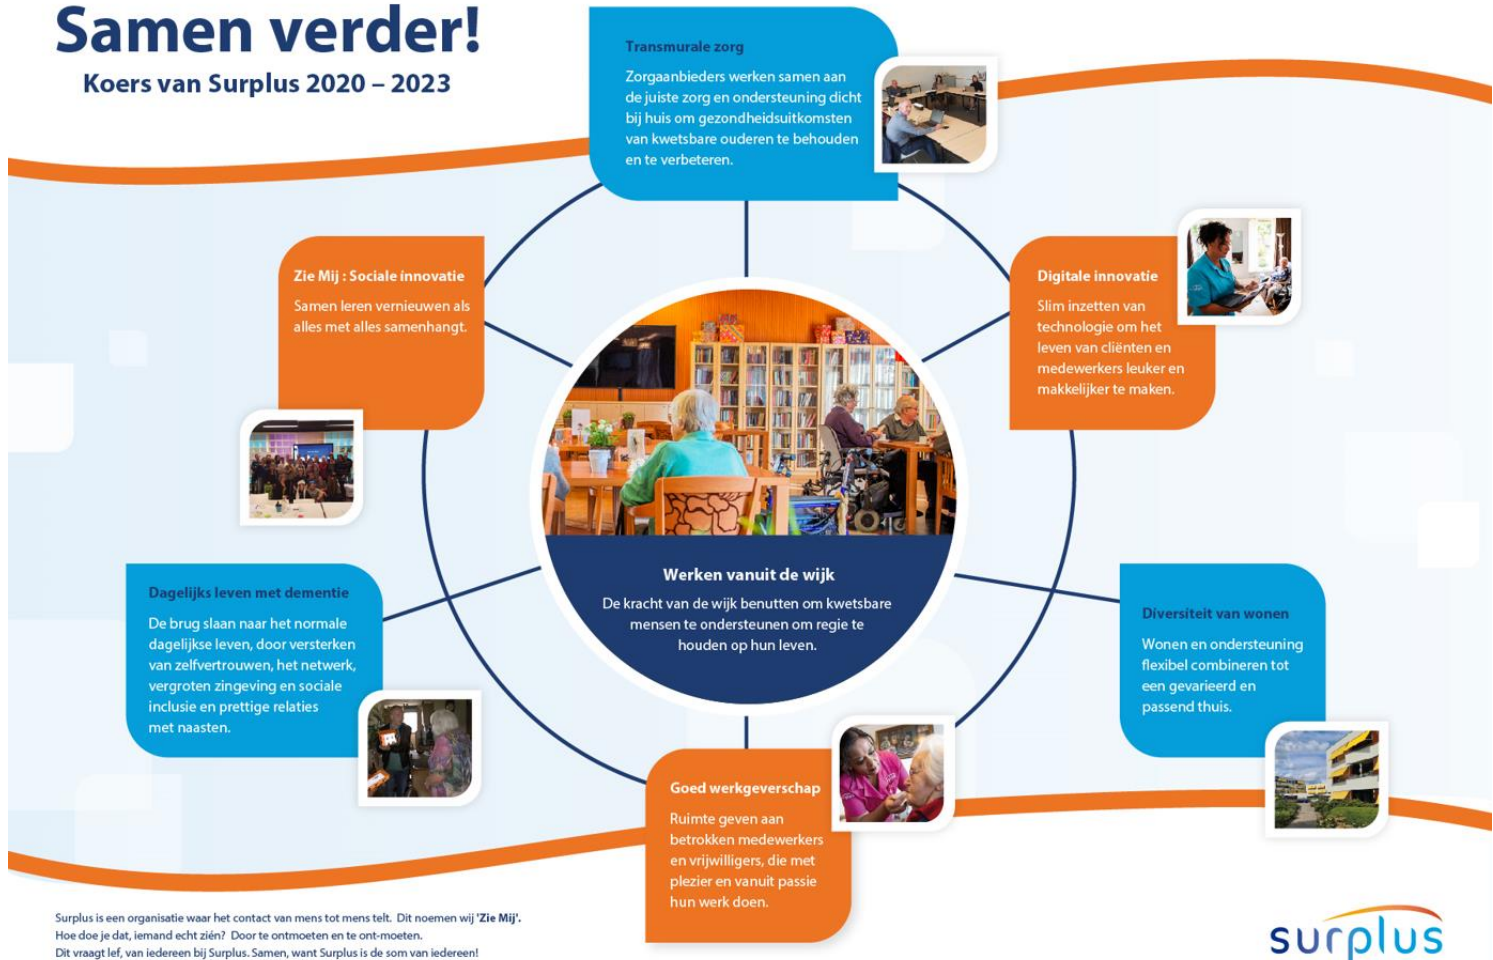 Samen verder!
Koers van Surplus 2020 – 2023
Transmurale zorg
Zorgaanbieders werken samen aan
de juiste zorg en ondersteuning dicht
bij huis om gezondheidsuitkomsten
van kwetsbare ouderen te behouden
en te verbeteren.
Zie Mij : Sociale innovatie
Samen leren vernieuwen als
alles met alles samenhangt.
Digitale innovatie
Slim inzetten van
technologie om het
leven van cliënten en
medewerkers leuker en
makkelijker te maken.
Werken vanuit de wijk
De kracht van de wijk benutten om kwetsbare
mensen te ondersteunen om regie te
houden op hun leven.
Dagelijks leven met dementie
De brug slaan naar het normale
dagelijkse leven, door versterken
van zelfvertrouwen, het netwerk,
vergroten zingeving en sociale
inclusie en prettige relaties
met naasten.
Diversiteit van wonen
Wonen en ondersteuning
flexibel combineren tot
een gevarieerd en
passend thuis.
Goed werkgeverschap
Ruimte geven aan
betrokken medewerkers
en vrijwilligers, die met
plezier en vanuit passie
hun werk doen.
Surplus is een organisatie waar het contact van mens tot mens telt. Dit noemen wij 'Zie Mij'.
Hoe doe je dat, iemand echt zién? Door te ontmoeten en te ont-moeten.
Dit vraagt lef, van iedereen bij Surplus. Samen, want Surplus is de som van iedereen!
surplus